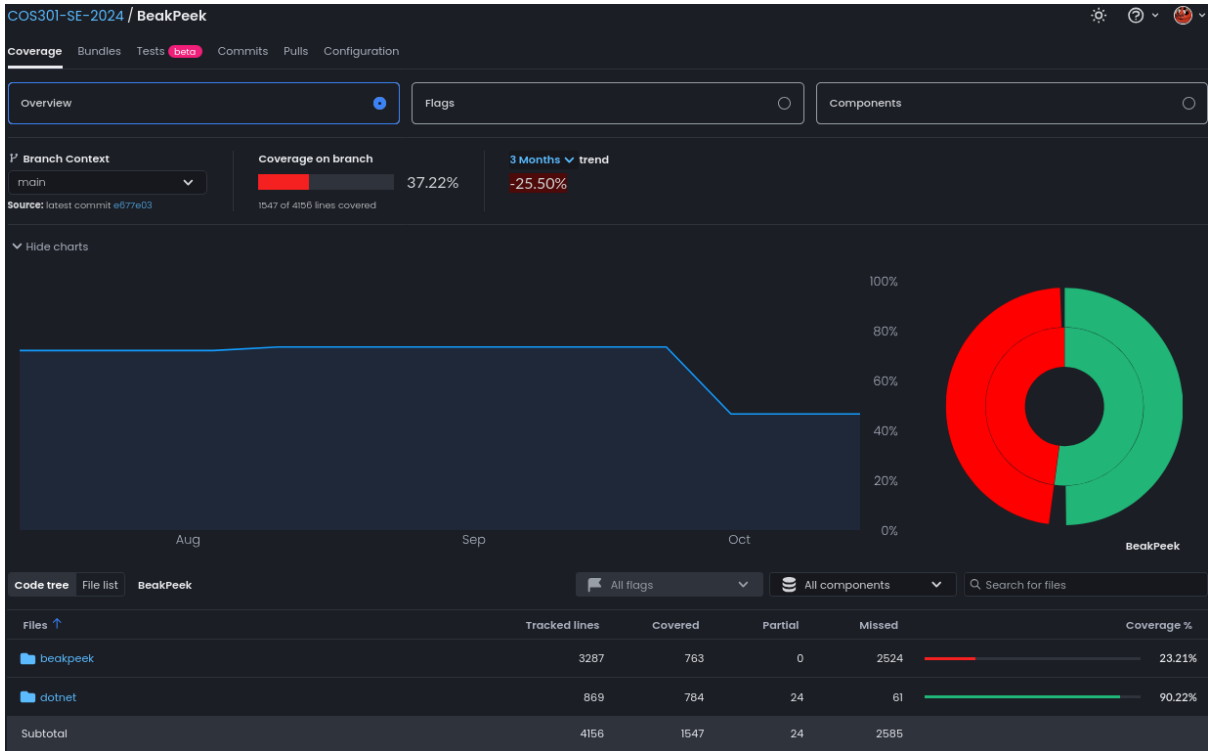 COS301-SE-2024 / BeakPeek
Coverage Bundles Tests beta Commits Pulls Configuration
Overview Flags Components
Branch Context Coverage on branch 3 Months trend
main 37.22% -25.50%
Source: latest commit e677e03 1547 of 4156 lines covered
Hide charts
100%
80%
60%
40%
20%
0%
Aug Sep Oct
BeakPeek
Code tree File list BeakPeek All flags All components Search for files
Files ↑ Tracked lines Covered Partial Missed Coverage %
beakpeek 3287 763 0 2524 23.21%
dotnet 869 784 24 61 90.22%
Subtotal 4156 1547 24 2585